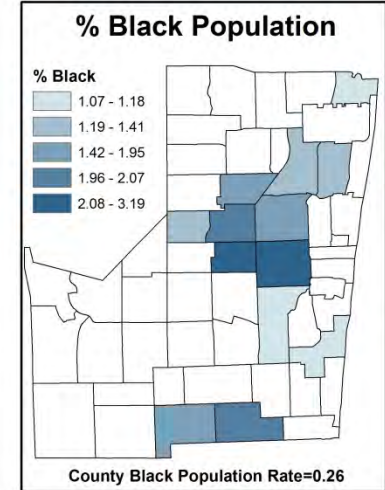 % Black Population
% Black
1.07 - 1.18
1.19 - 1.41
1.42 - 1.95
1.96 - 2.07
2.08 - 3.19
County Black Population Rate=0.26